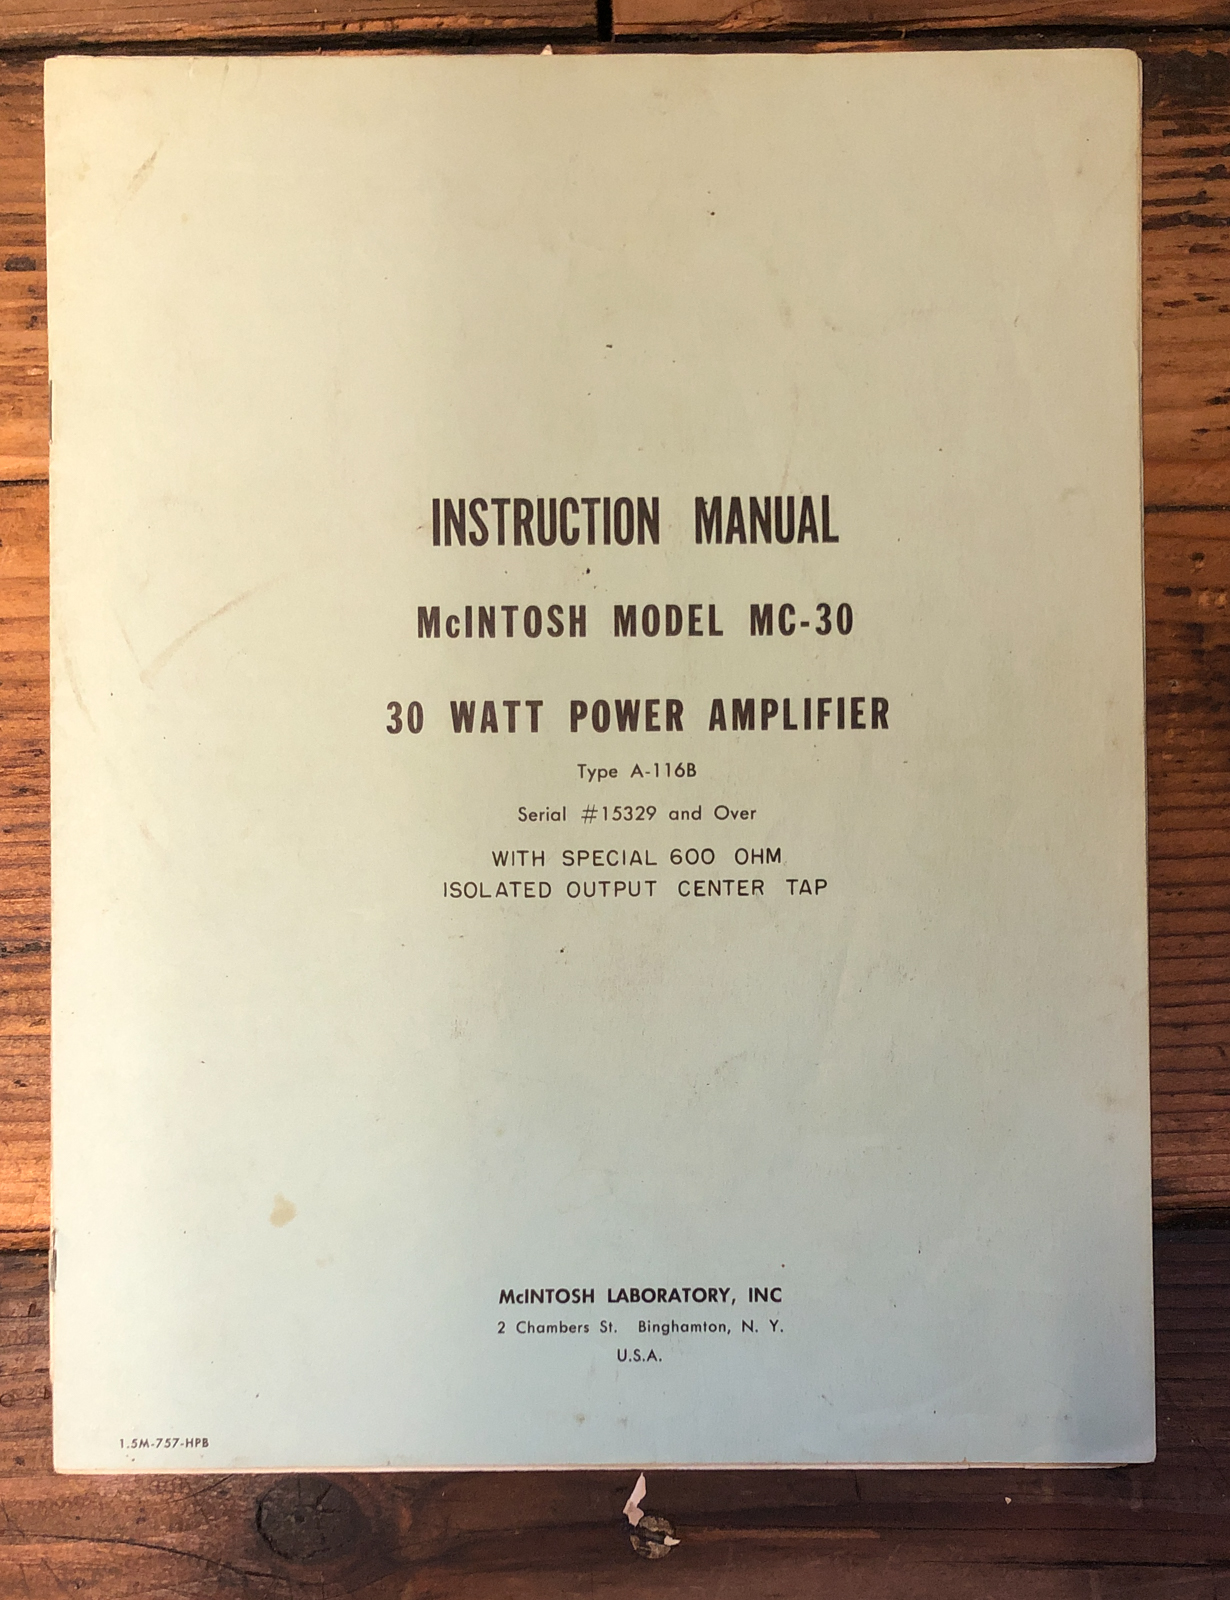 INSTRUCTION MANUAL
McINTOSH MODEL MC-30
30 WATT POWER AMPLIFIER
Type A-116B
Serial #15329 and Over
WITH SPECIAL 600 OHM
ISOLATED OUTPUT CENTER TAP
McINTOSH LABORATORY, INC
2 Chambers St. Binghamton, N. Y.
U.S.A.
1.5M-757-HPB